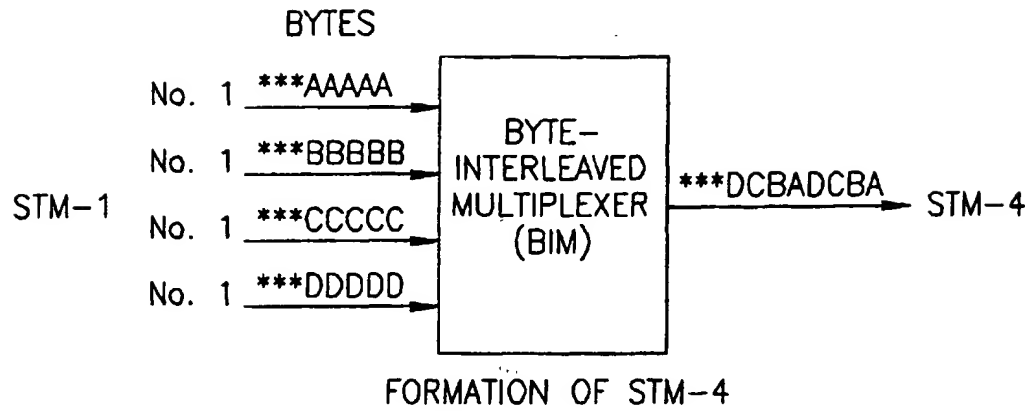 BYTES
No. 1 ***AAAAA
No. 1 ***BBBBB
STM-1
No. 1 ***CCCCC
No. 1 ***DDDDD
BYTE-
INTERLEAVED
MULTIPLEXER
(BIM)
***DCBADCBA
STM-4
FORMATION OF STM-4